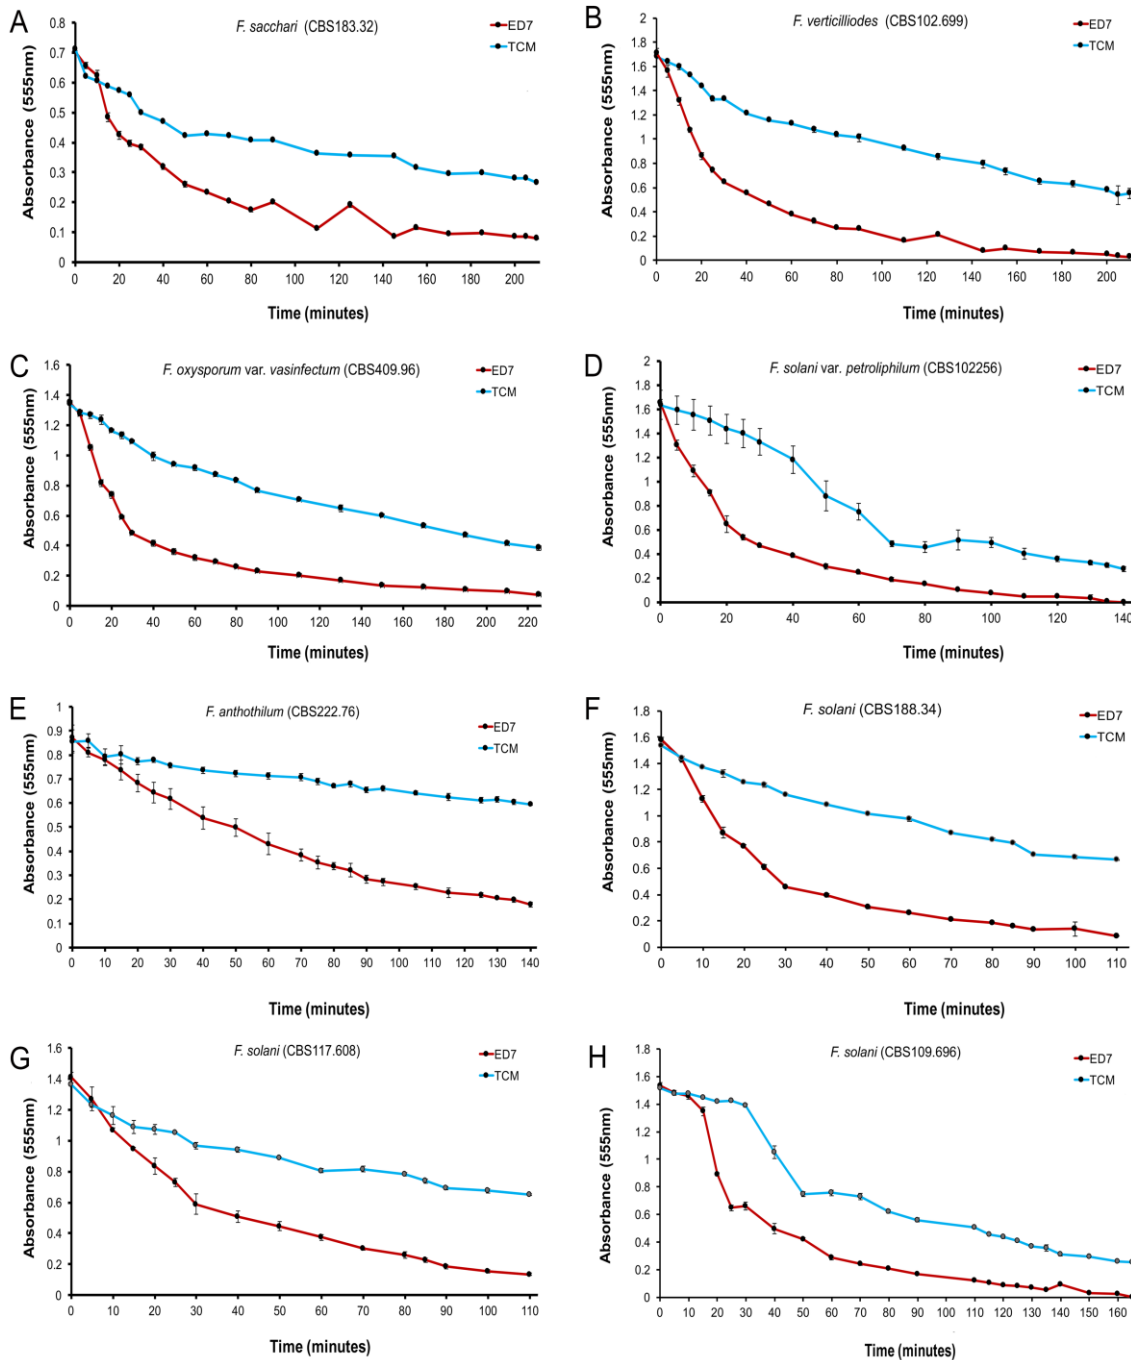 A
F. sacchari (CBS183.32)
ED7
TCM
Absorbance (555nm)
0.8
0.7
0.6
0.5
0.4
0.3
0.2
0.1
0
0 20 40 60 80 100 120 140 160 180 200
Time (minutes)
B
F. verticilliodes (CBS102.699)
ED7
TCM
Absorbance (555nm)
2
1.8
1.6
1.4
1.2
1
0.8
0.6
0.4
0.2
0
0 20 40 60 80 100 120 140 160 180 200
Time (minutes)
C
F. oxysporum var. vasinfectum (CBS409.96)
ED7
TCM
Absorbance (555nm)
1.6
1.4
1.2
1
0.8
0.6
0.4
0.2
0
0 20 40 60 80 100 120 140 160 180 200 220
Time (minutes)
D
F. solani var. petroliphilum (CBS102256)
ED7
TCM
Absorbance (555nm)
2
1.8
1.6
1.4
1.2
1
0.8
0.6
0.4
0.2
0
0 20 40 60 80 100 120 140
Time (minutes)
E
F. anthothilum (CBS222.76)
ED7
TCM
Absorbance (555nm)
1
0.9
0.8
0.7
0.6
0.5
0.4
0.3
0.2
0.1
0
0 10 20 30 40 50 60 70 80 90 100 110 120 130 140
Time (minutes)
F
F. solani (CBS188.34)
ED7
TCM
Absorbance (555nm)
1.8
1.6
1.4
1.2
1
0.8
0.6
0.4
0.2
0
0 10 20 30 40 50 60 70 80 90 100 110
Time (minutes)
G
F. solani (CBS117.608)
ED7
TCM
Absorbance (555nm)
1.6
1.4
1.2
1
0.8
0.6
0.4
0.2
0
0 10 20 30 40 50 60 70 80 90 100 110
Time (minutes)
H
F. solani (CBS109.696)
ED7
TCM
Absorbance (555nm)
1.8
1.6
1.4
1.2
1
0.8
0.6
0.4
0.2
0
0 10 20 30 40 50 60 70 80 90 100 110 120 130 140 150 160
Time (minutes)